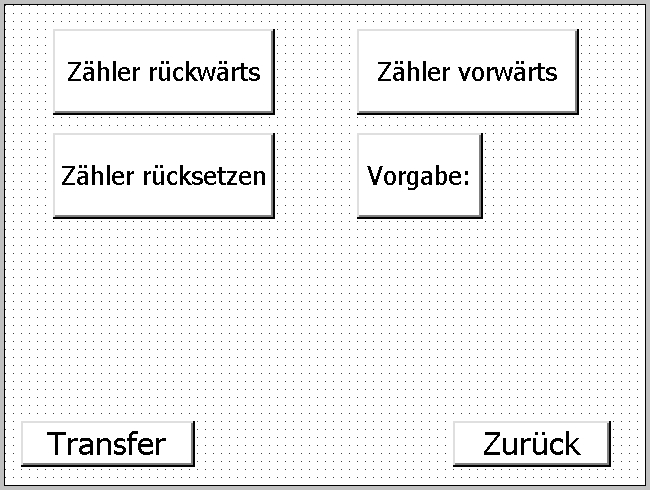 Zähler rückwärts
Zähler vorwärts
Zähler rücksetzen
Vorgabe:
Transfer
Zurück